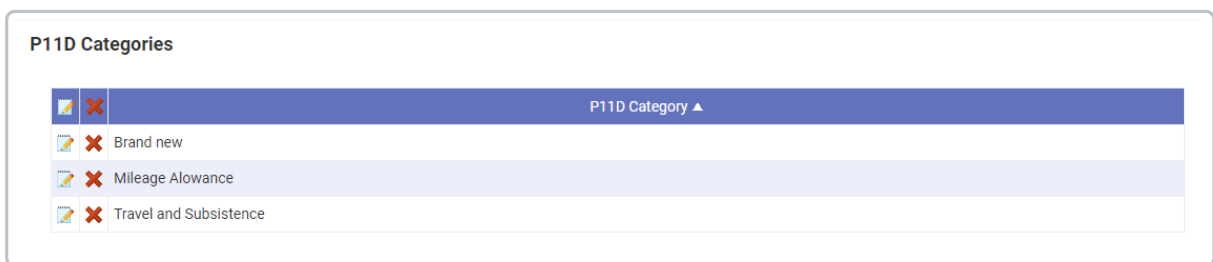 P11D Categories
P11D Category ▲
Brand new
Mileage Alowance
Travel and Subsistence